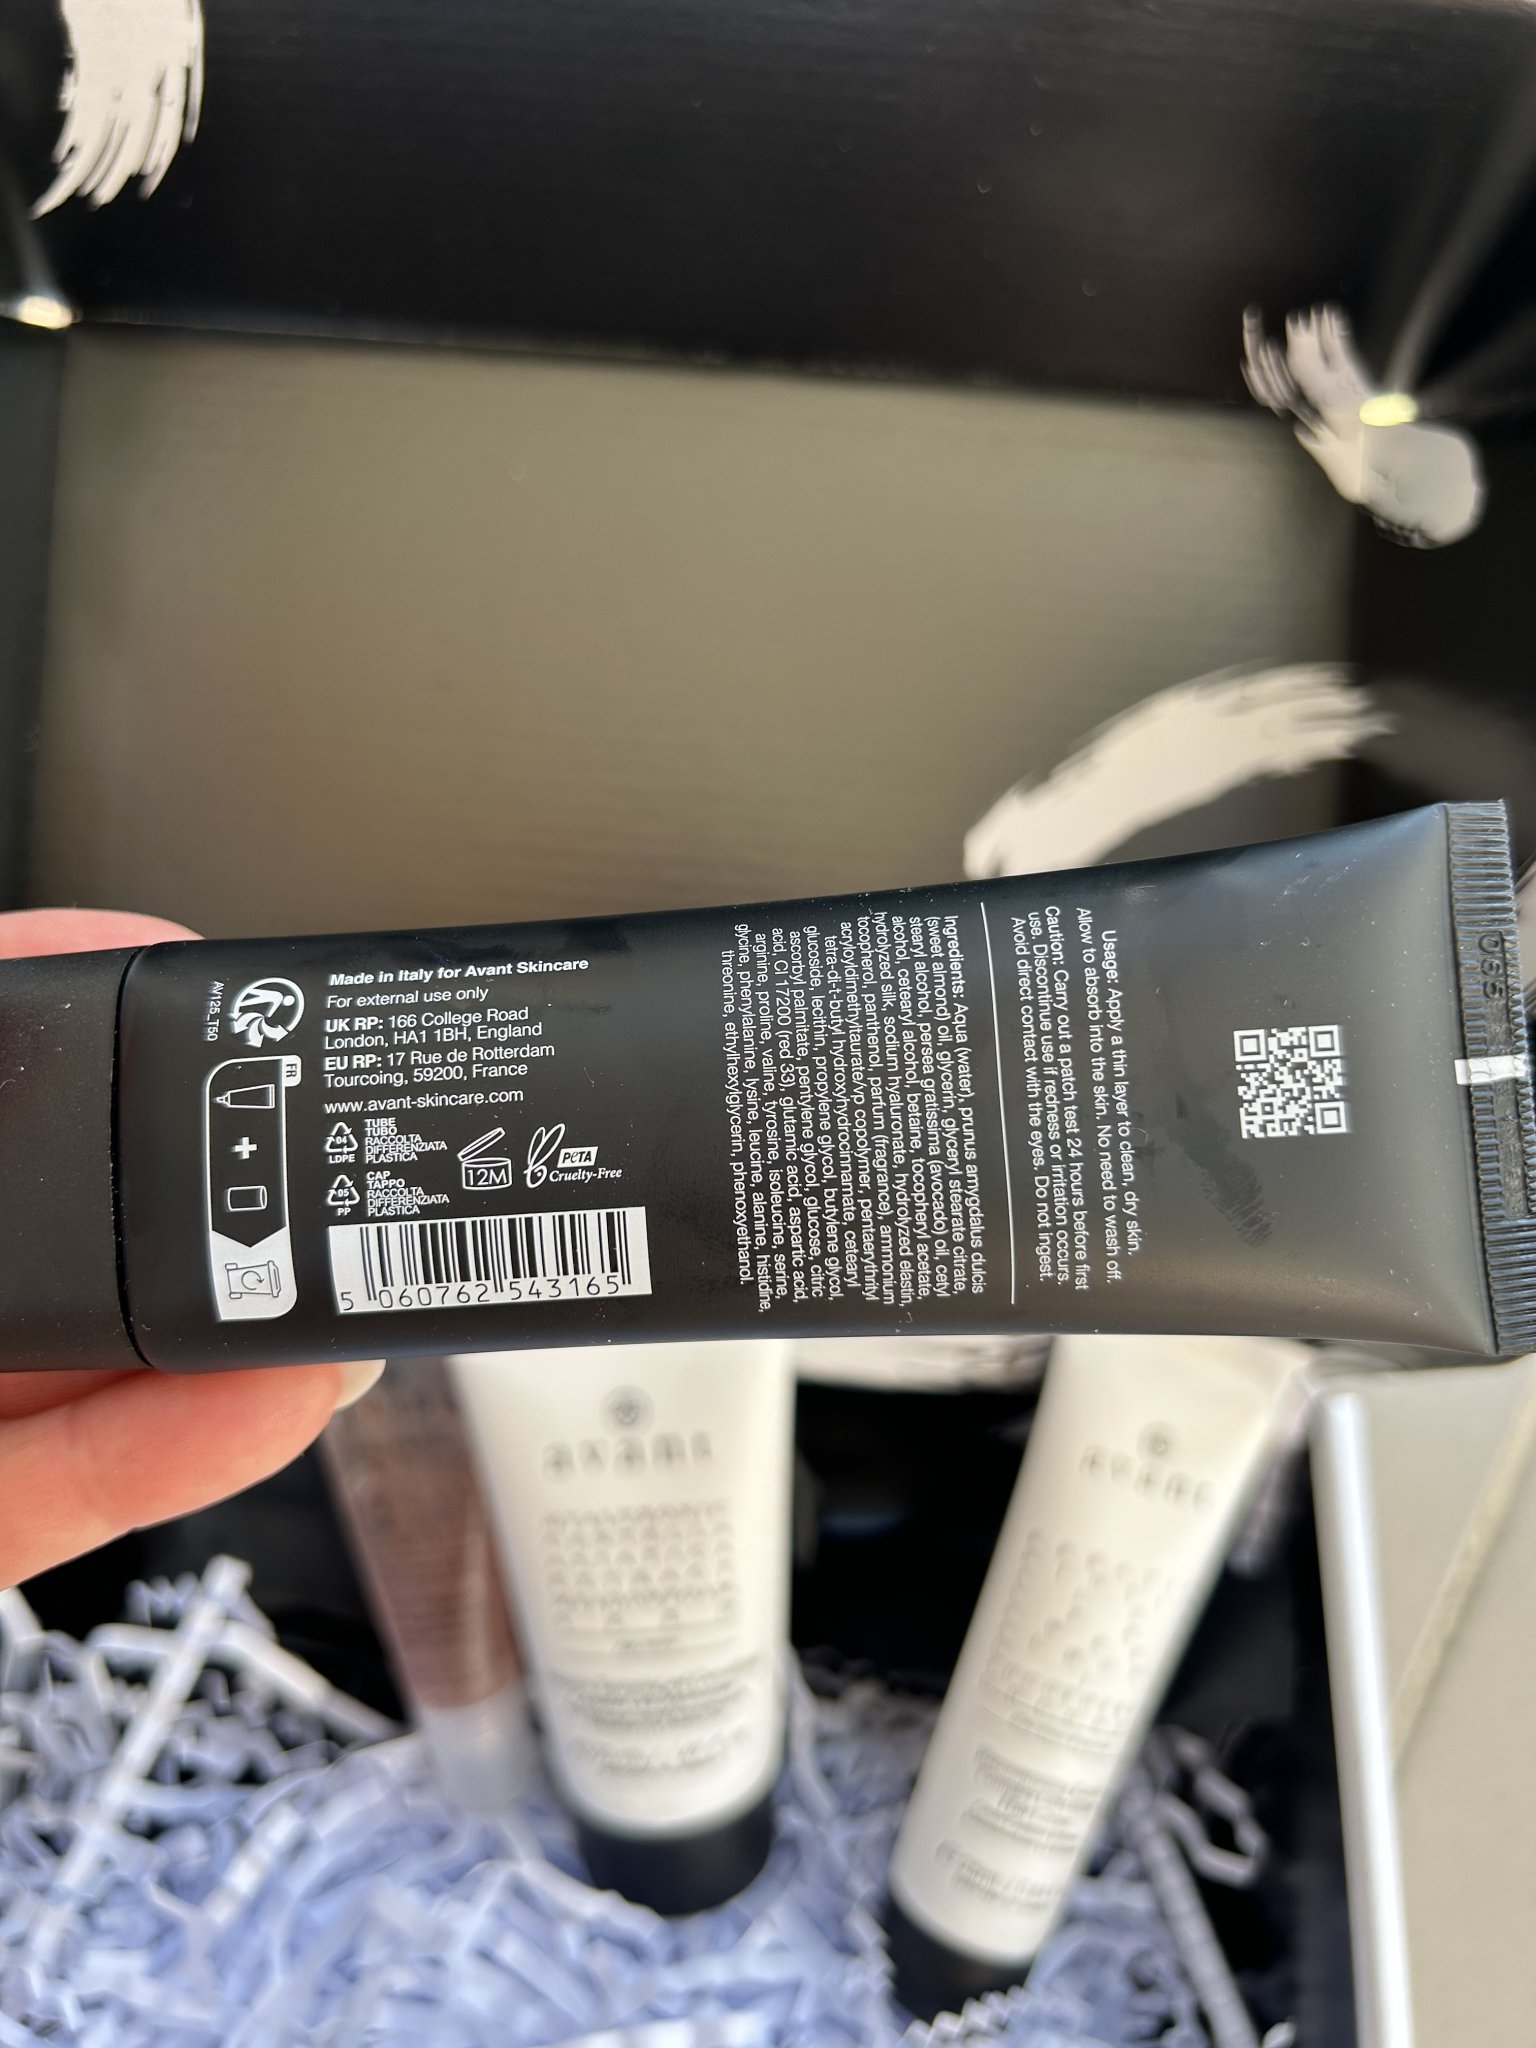 Usage: Apply a thin layer to clean, dry skin.
Allow to absorb into the skin. No need to wash off.
Caution: Carry out a patch test 24 hours before first
use. Discontinue use if redness or irritation occurs.
Avoid direct contact with the eyes. Do not ingest.
Ingredients: Aqua (water), prunus amygdalus dulcis
(sweet almond) oil, glycerin, glyceryl stearate citrate,
stearyl alcohol, persea gratissima (avocado) oil, cetyl
alcohol, cetearyl alcohol, betaine, tocopheryl acetate,
hydrolyzed silk, sodium hyaluronate, hydrolyzed elastin,
tocopherol, panthenol, parfum (fragrance), ammonium
acryloyldimethyltaurate/vp copolymer, pentaerythrityl
tetra-di-t-butyl hydroxyhydrocinnamate, cetearyl
glucoside, lecithin, propylene glycol, butylene glycol,
ascorbyl palmitate, pentylene glycol, glucose, citric
acid, CI 17200 (red 33), glutamic acid, aspartic acid,
arginine, proline, valine, tyrosine, isoleucine, serine,
glycine, phenylalanine, lysine, leucine, alanine, histidine,
threonine, ethylhexylglycerin, phenoxyethanol.
Made in Italy for Avant Skincare
For external use only
UK RP: 166 College Road
London, HA1 1BH, England
EU RP: 17 Rue de Rotterdam
Tourcoing, 59200, France
www.avant-skincare.com
04
LDPE
TUBE
TUBO
RACCOLTA
DIFFERENZIATA
PLASTICA
05
PP
CAP
TAPPO
RACCOLTA
DIFFERENZIATA
PLASTICA
12M
PeTA
Cruelty-Free
5 060762 543165
AV125_T50
FR
+
avant
avant